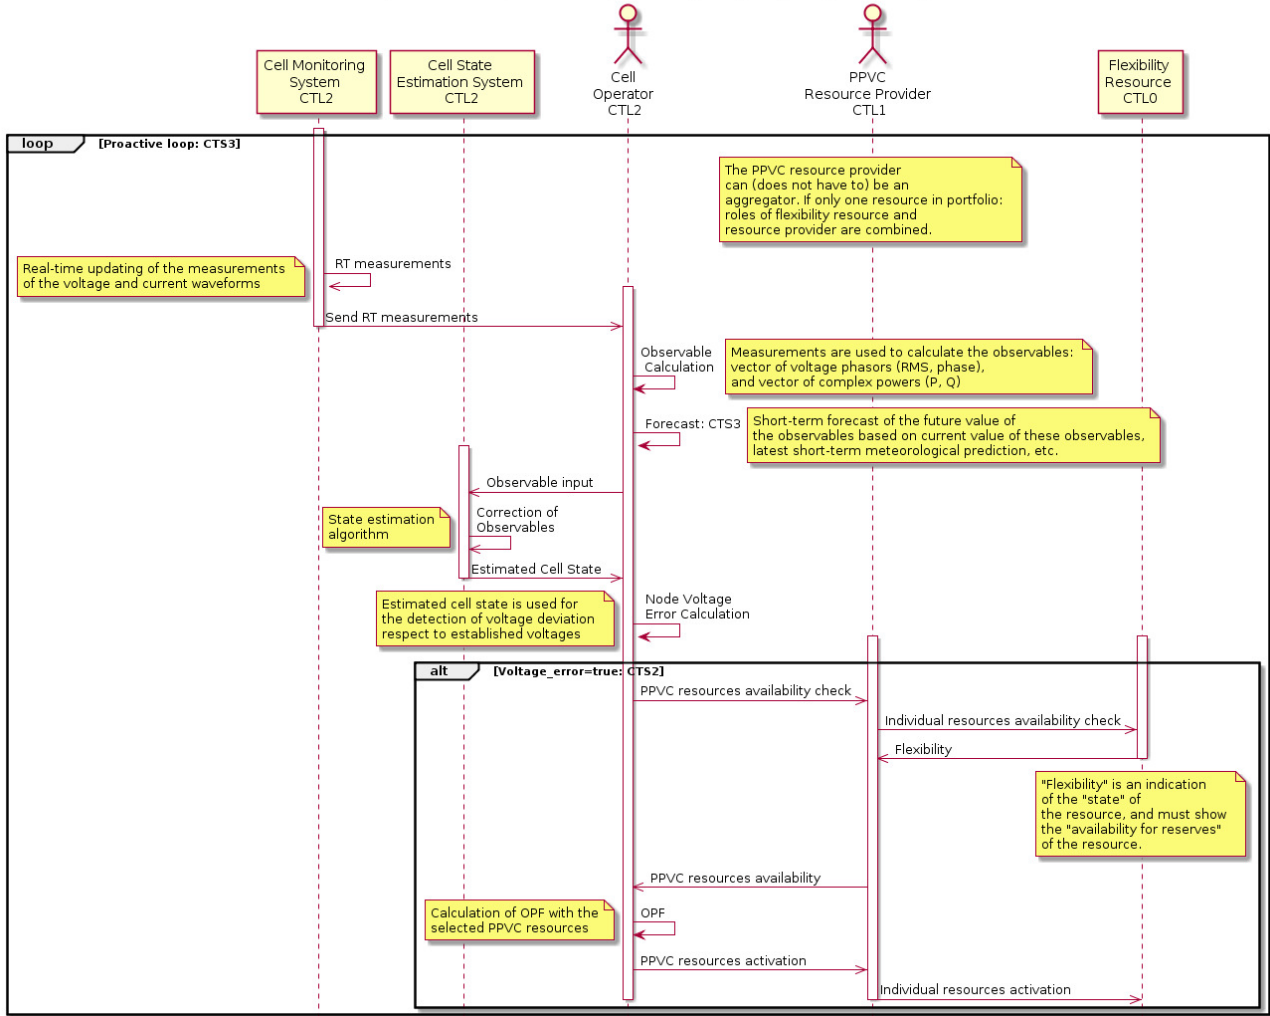 Cell Monitoring
System
CTL2
Cell State
Estimation System
CTL2
Cell
Operator
CTL2
PPVC
Resource Provider
CTL1
Flexibility
Resource
CTL0
loop
[Proactive loop: CTS3]
The PPVC resource provider
can (does not have to) be an
aggregator. If only one resource in portfolio:
roles of flexibility resource and
resource provider are combined.
Real-time updating of the measurements
of the voltage and current waveforms
RT measurements
Send RT measurements
Observable
Calculation
Measurements are used to calculate the observables:
vector of voltage phasors (RMS, phase),
and vector of complex powers (P, Q)
Forecast: CTS3
Short-term forecast of the future value of
the observables based on current value of these observables,
latest short-term meteorological prediction, etc.
Observable input
State estimation
algorithm
Correction of
Observables
Estimated Cell State
Estimated cell state is used for
the detection of voltage deviation
respect to established voltages
Node Voltage
Error Calculation
alt
[Voltage_error=true: CTS2]
PPVC resources availability check
Individual resources availability check
Flexibility
"Flexibility" is an indication
of the "state" of
the resource, and must show
the "availability for reserves"
of the resource.
PPVC resources availability
Calculation of OPF with the
selected PPVC resources
OPF
PPVC resources activation
Individual resources activation